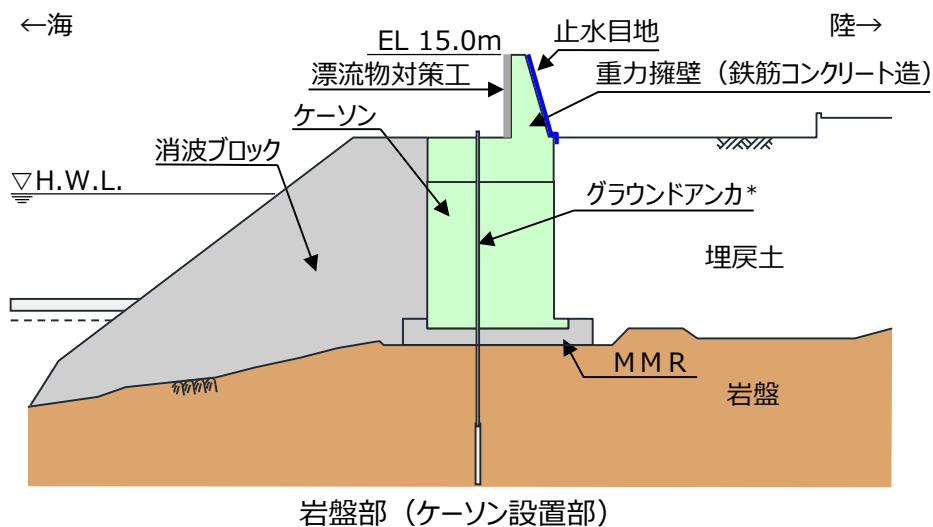 ←海
陸→
EL 15.0m
止水目地
漂流物対策工
重力擁壁（鉄筋コンクリート造）
ケーソン
消波ブロック
▽H.W.L.
グラウンドアンカ*
埋戻土
ＭＭＲ
岩盤
岩盤部（ケーソン設置部）